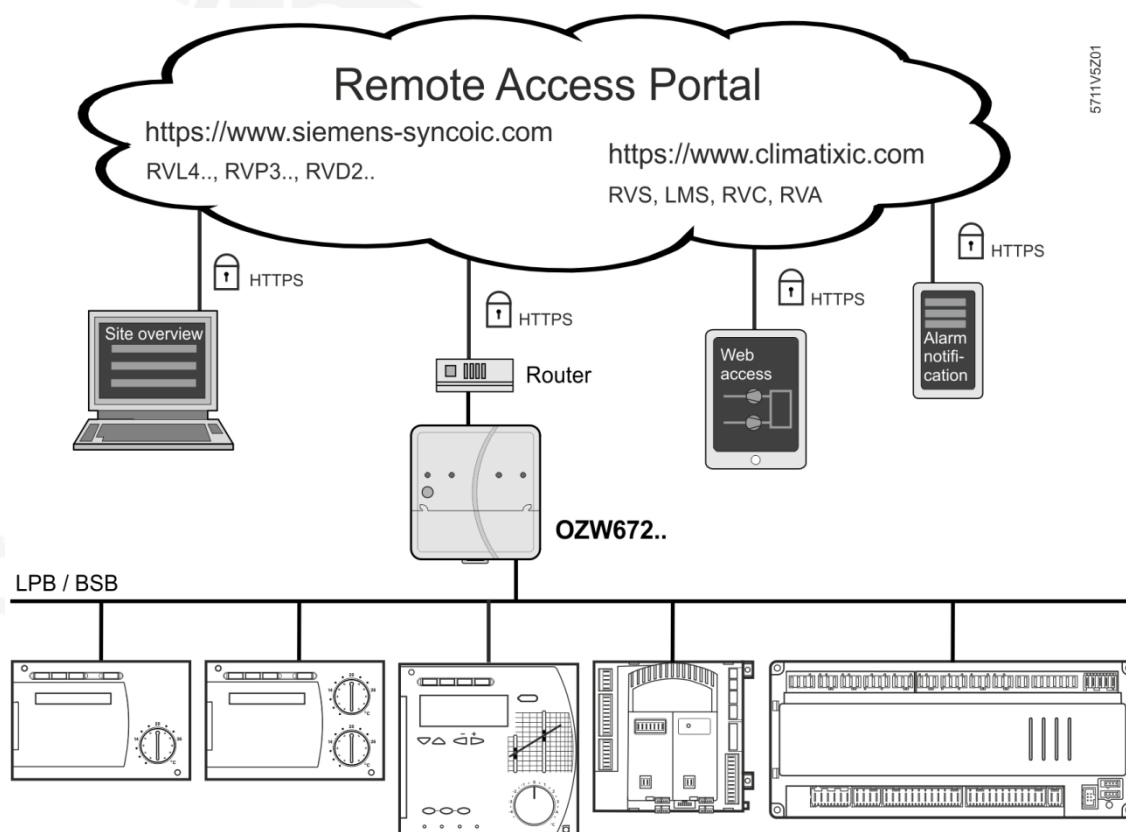 Remote Access Portal
https://www.siemens-syncoic.com
RVL4.., RVP3.., RVD2..
https://www.climatixic.com
RVS, LMS, RVC, RVA
5711V5Z01
HTTPS
HTTPS
HTTPS
HTTPS
Site overview
Router
Web
access
Alarm
notifi-
cation
OZW672..
LPB / BSB